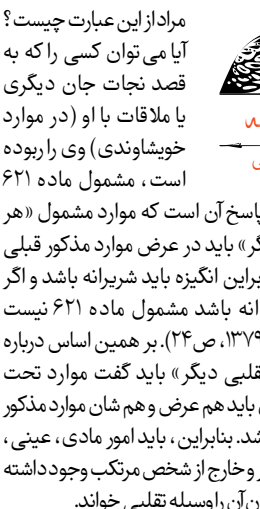 مراد از این عبارت چیست؟
آیا می توان کسی را که به
قصد نجات جان دیگری
یا ملاقات با او (در موارد
خویشاوندی) وی را ربوده
است، مشمول ماده ۶۲۱
پاسخ آن است که موارد مشمول «هر
گر» باید در عرض موارد مذکور قبلی
براین انگیزه باید شریرانه باشد و اگر
انه باشد مشمول ماده ۶۲۱ نیست
۱۳۷۹، ص۲۴). بر همین اساس درباره
قلبی دیگر» باید گفت موارد تحت
باید هم عرض و هم شان موارد مذکور
شد. بنابراین، باید امور مادی، عینی،
و خارج از شخص مرتکب وجود داشته
ن آن را وسیله تقلبی خواند.